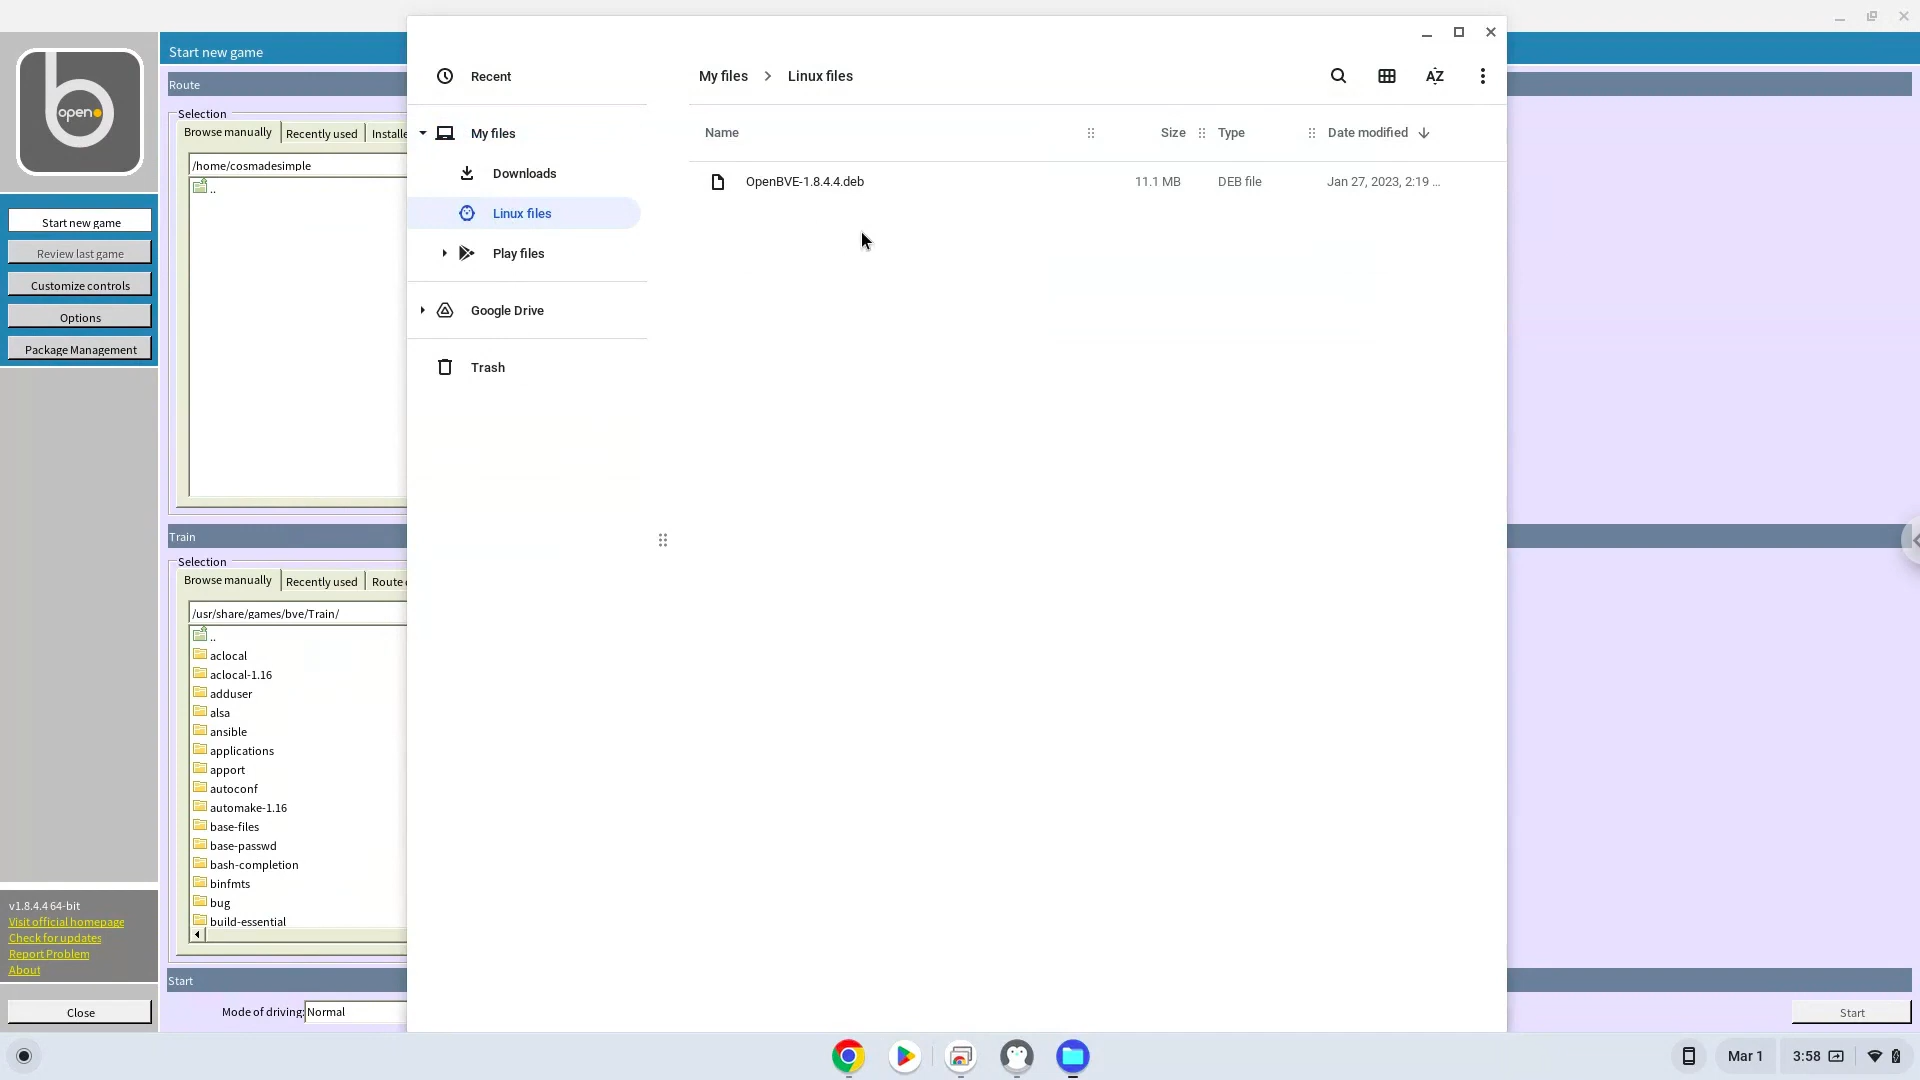 open
Start new game
Review last game
Customize controls
Options
Package Management
v1.8.4.4 64-bit
Visit official homepage
Check for updates
Report Problem
About
Close
Start new game
Route
Selection
Browse manually
Recently used
Installe
/home/cosmadesimple
..
Train
Selection
Browse manually
Recently used
Route
/usr/share/games/bve/Train/
..
aclocal
aclocal-1.16
adduser
alsa
ansible
applications
apport
autoconf
automake-1.16
base-files
base-passwd
bash-completion
binfmts
bug
build-essential
Start
Mode of driving:
Normal
Recent
My files
Downloads
Linux files
Play files
Google Drive
Trash
My files > Linux files
AZ
Name Size Type Date modified
OpenBVE-1.8.4.4.deb 11.1 MB DEB file Jan 27, 2023, 2:19 ...
Start
Mar 1
3:58